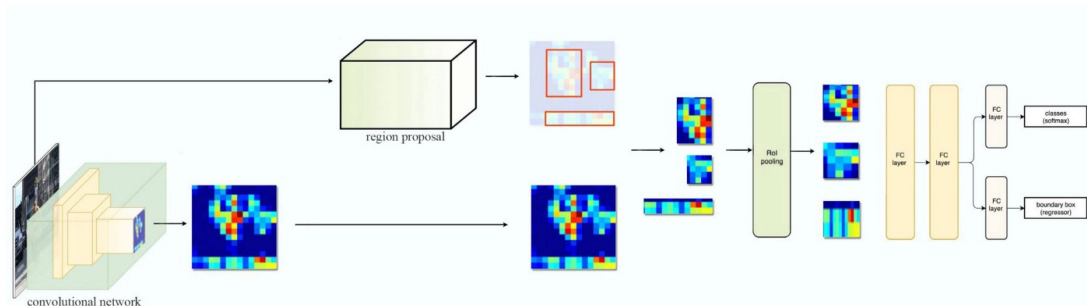 region proposal
convolutional network
RoI
pooling
FC
layer
FC
layer
FC
layer
classes
(softmax)
FC
layer
boundary box
(regressor)